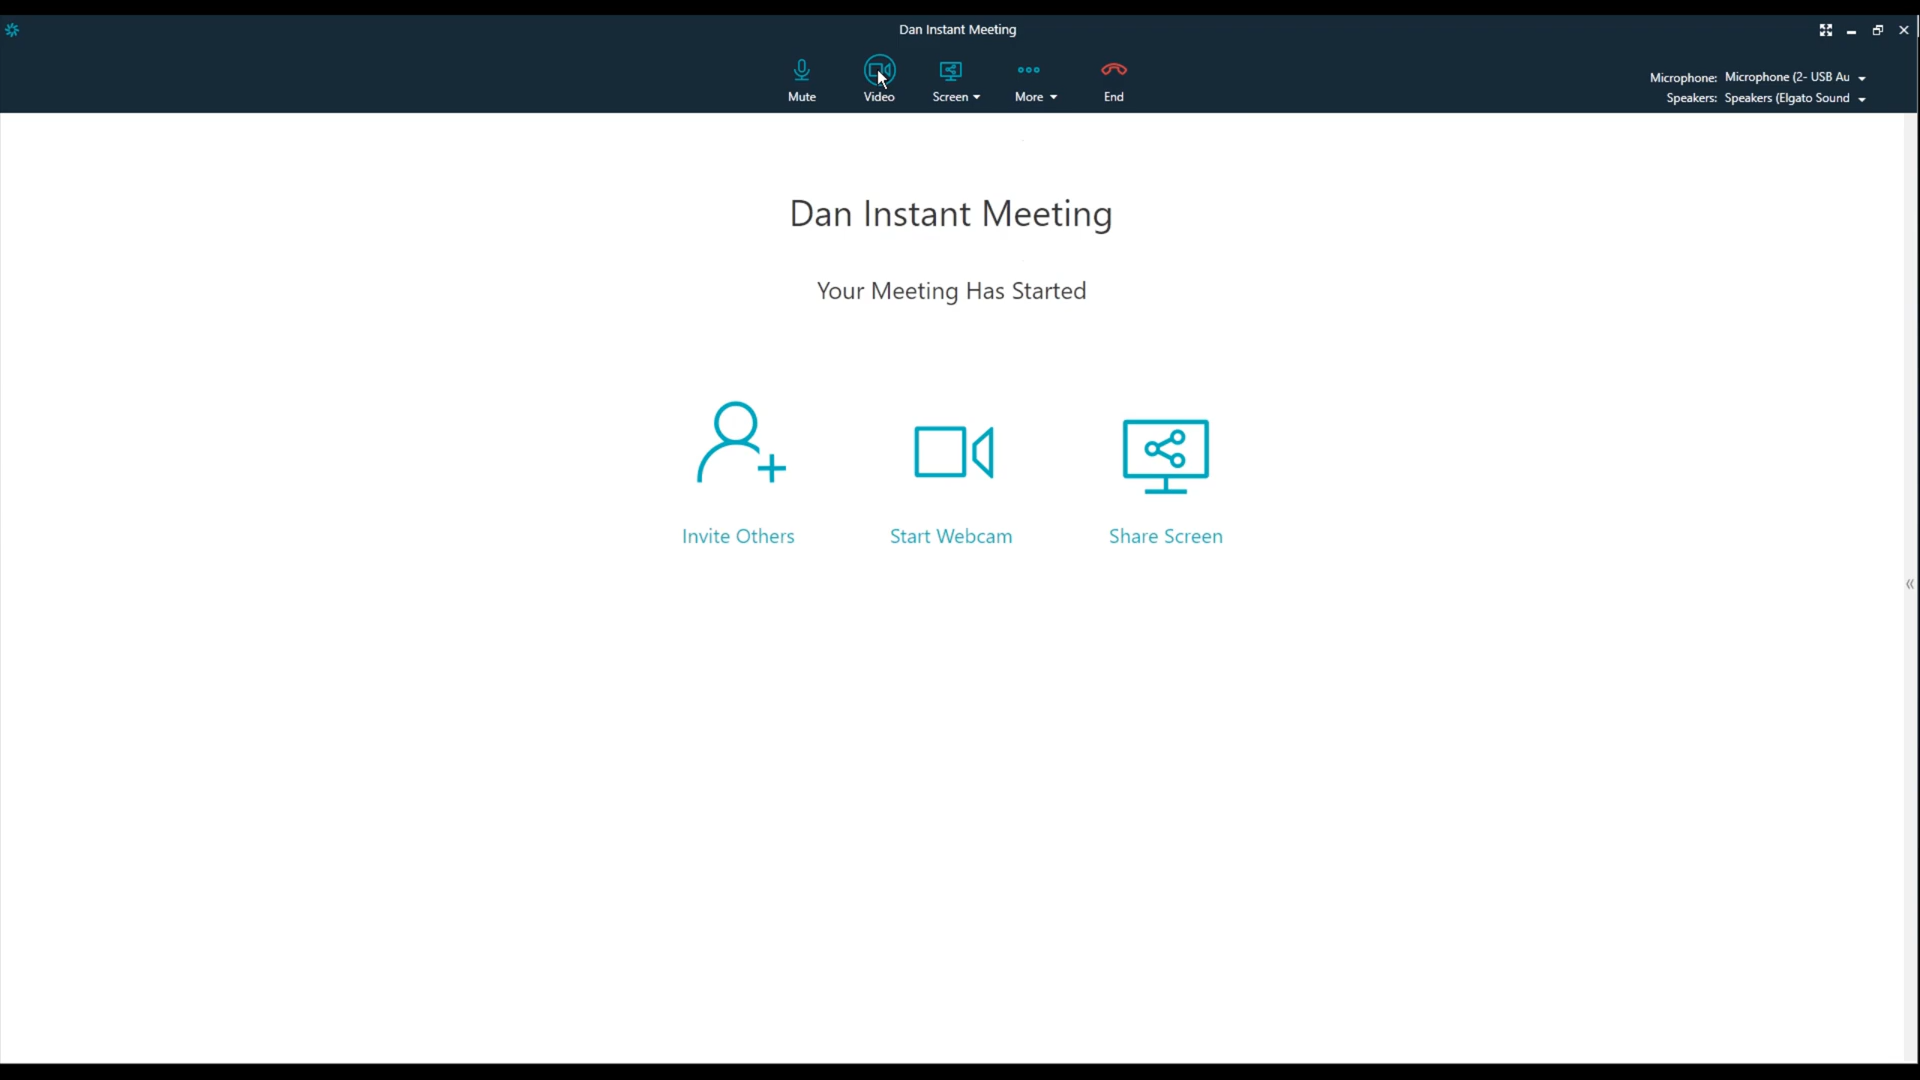 Dan Instant Meeting
Mute
Video
Screen
More
End
Microphone: Microphone (2- USB Au
Speakers: Speakers (Elgato Sound
Dan Instant Meeting
Your Meeting Has Started
Invite Others
Start Webcam
Share Screen